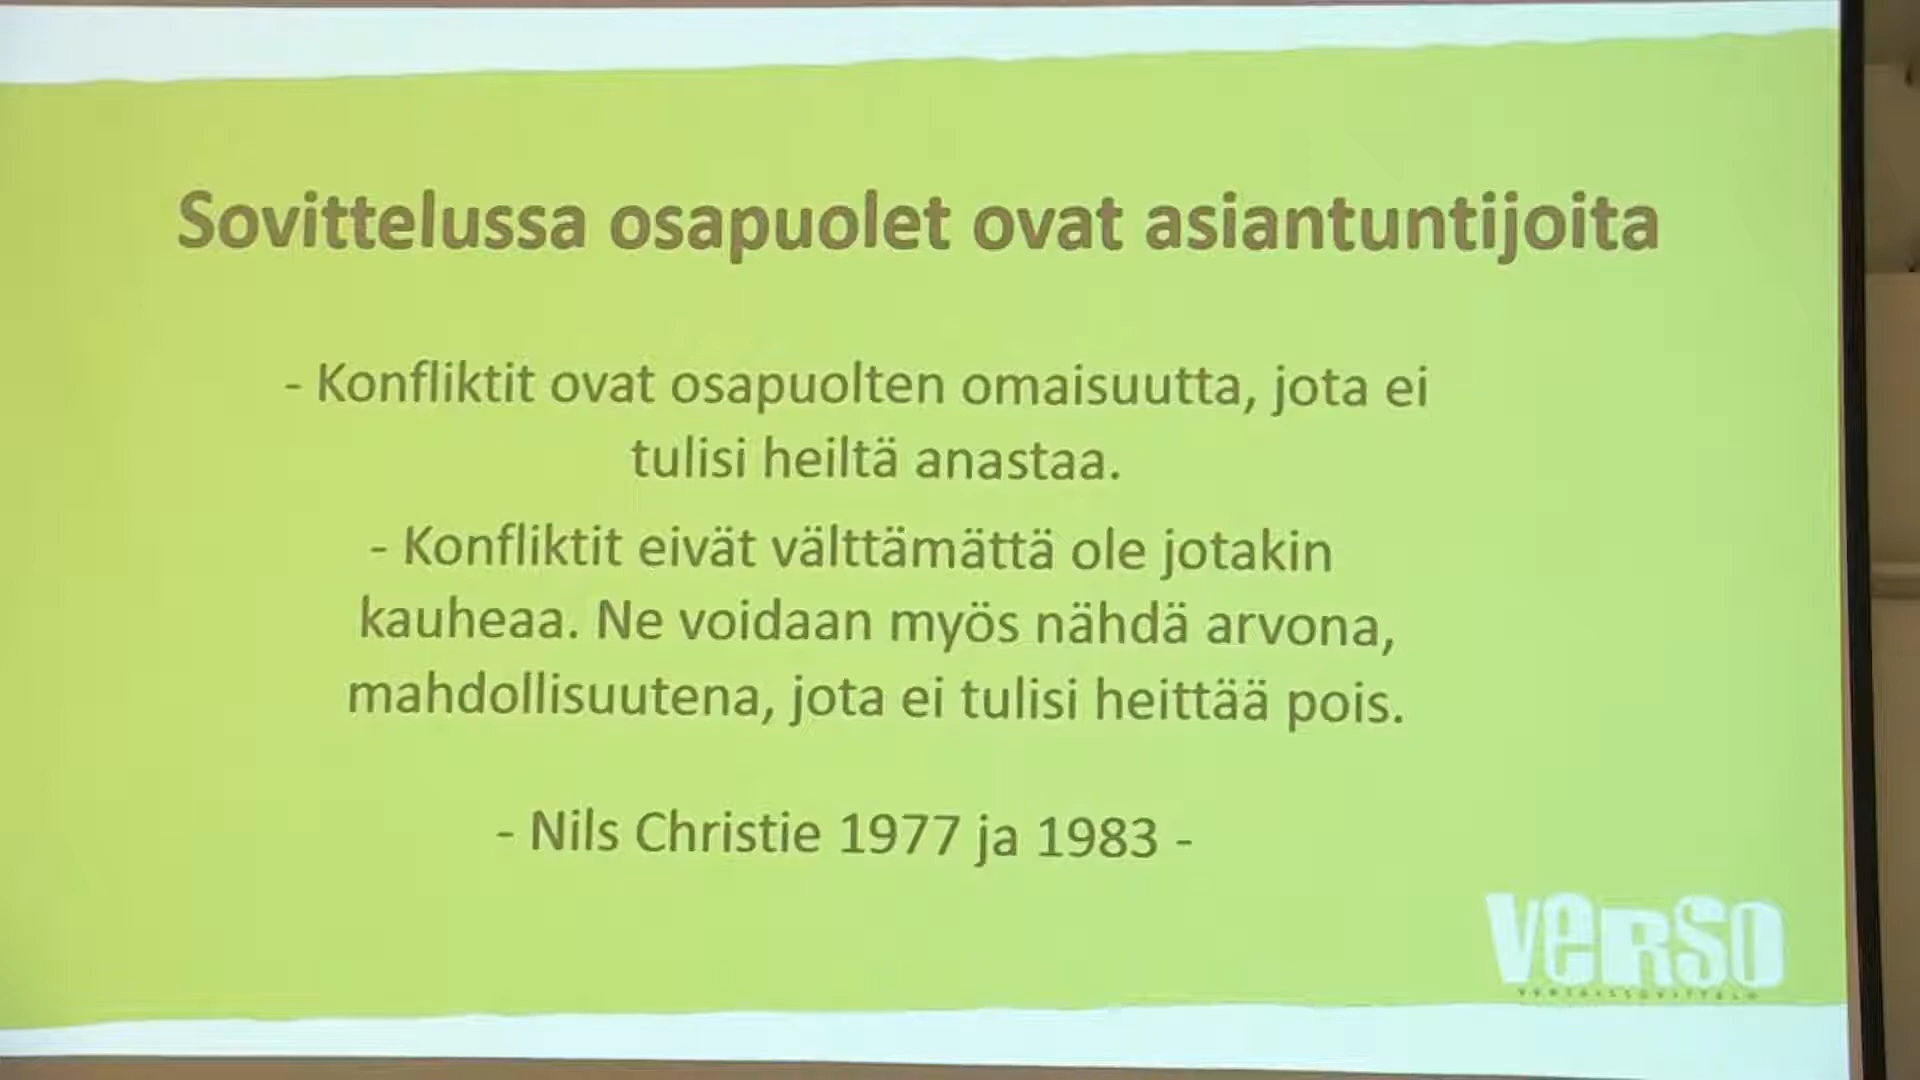 Sovittelussa osapuolet ovat asiantuntijoita
- Konfliktit ovat osapuolten omaisuutta, jota ei
tulisi heiltä anastaa.
- Konfliktit eivät välttämättä ole jotakin
kauheaa. Ne voidaan myös nähdä arvona,
mahdollisuutena, jota ei tulisi heittää pois.
- Nils Christie 1977 ja 1983 -
VERSO
VERTAISSOVITTELU